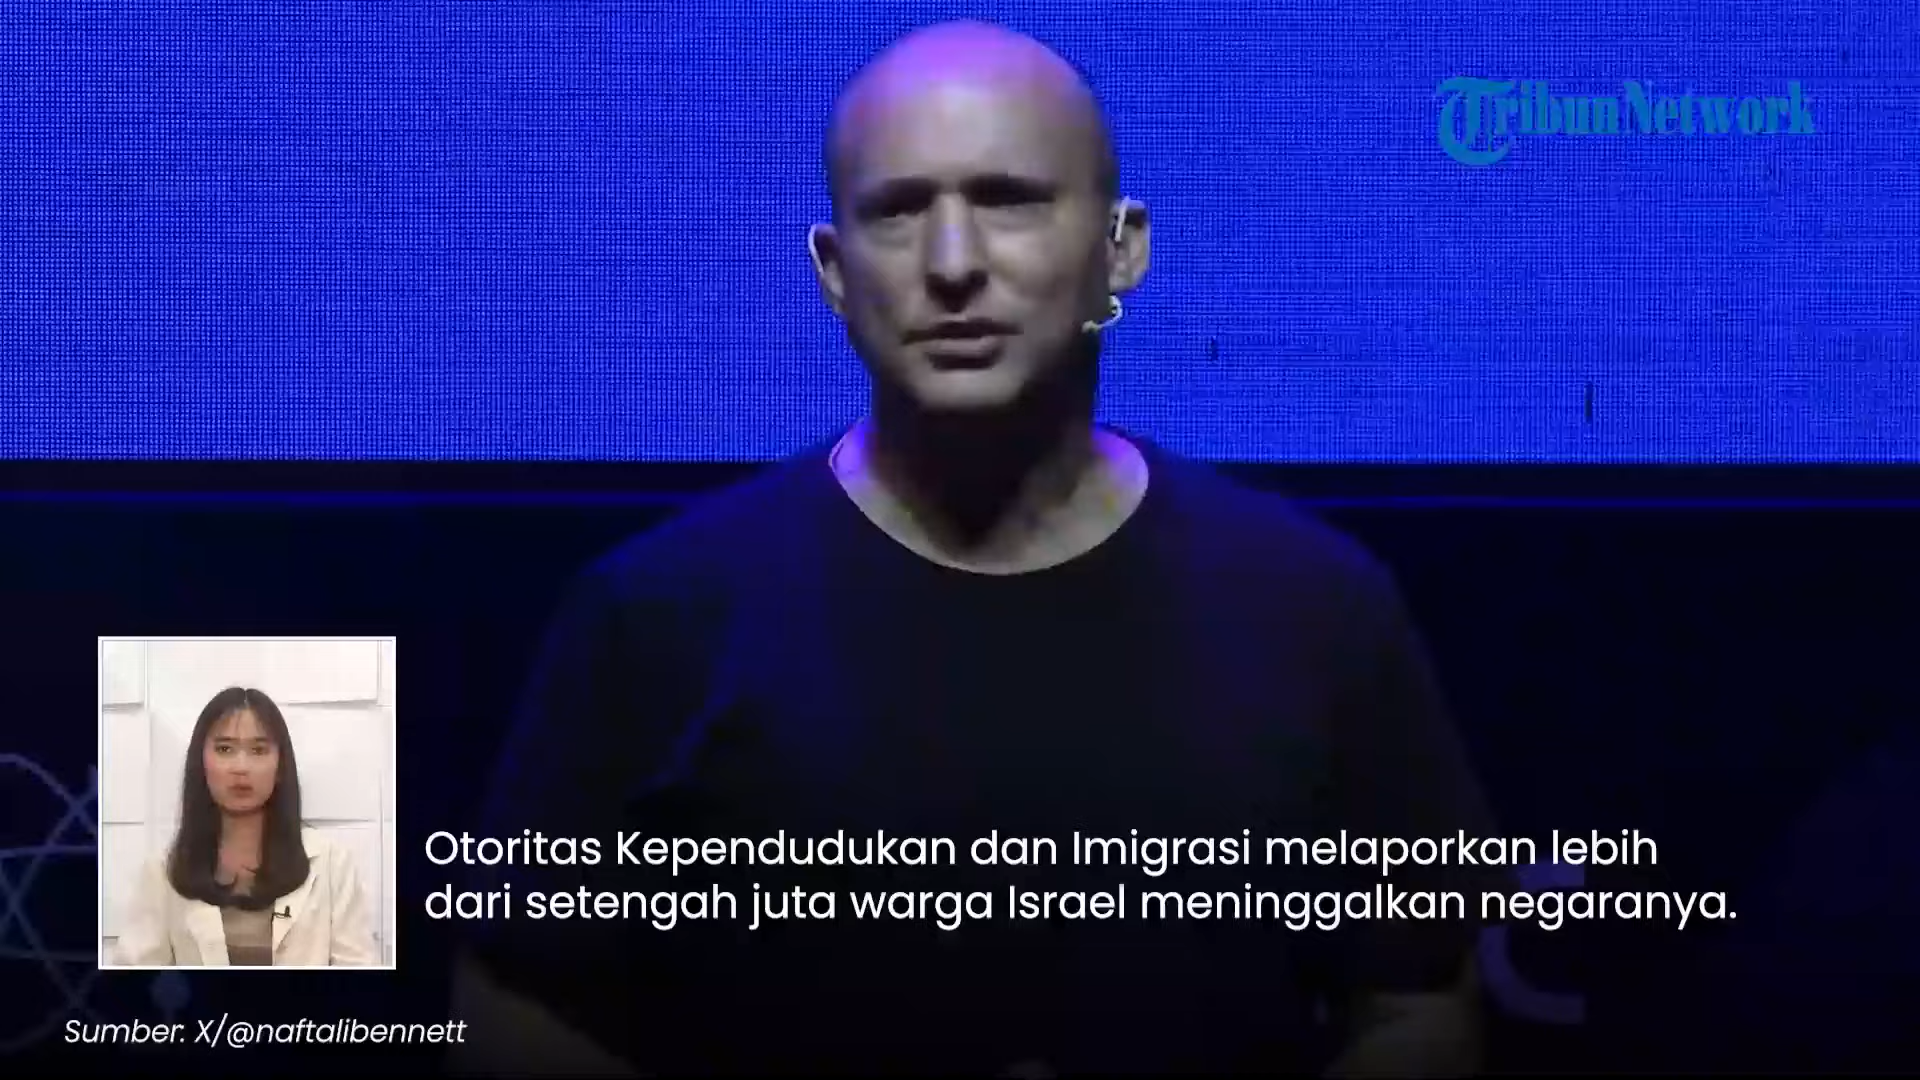 TribunNetwork
Otoritas Kependudukan dan Imigrasi melaporkan lebih
dari setengah juta warga Israel meninggalkan negaranya.
Sumber: X/@naftalibennett